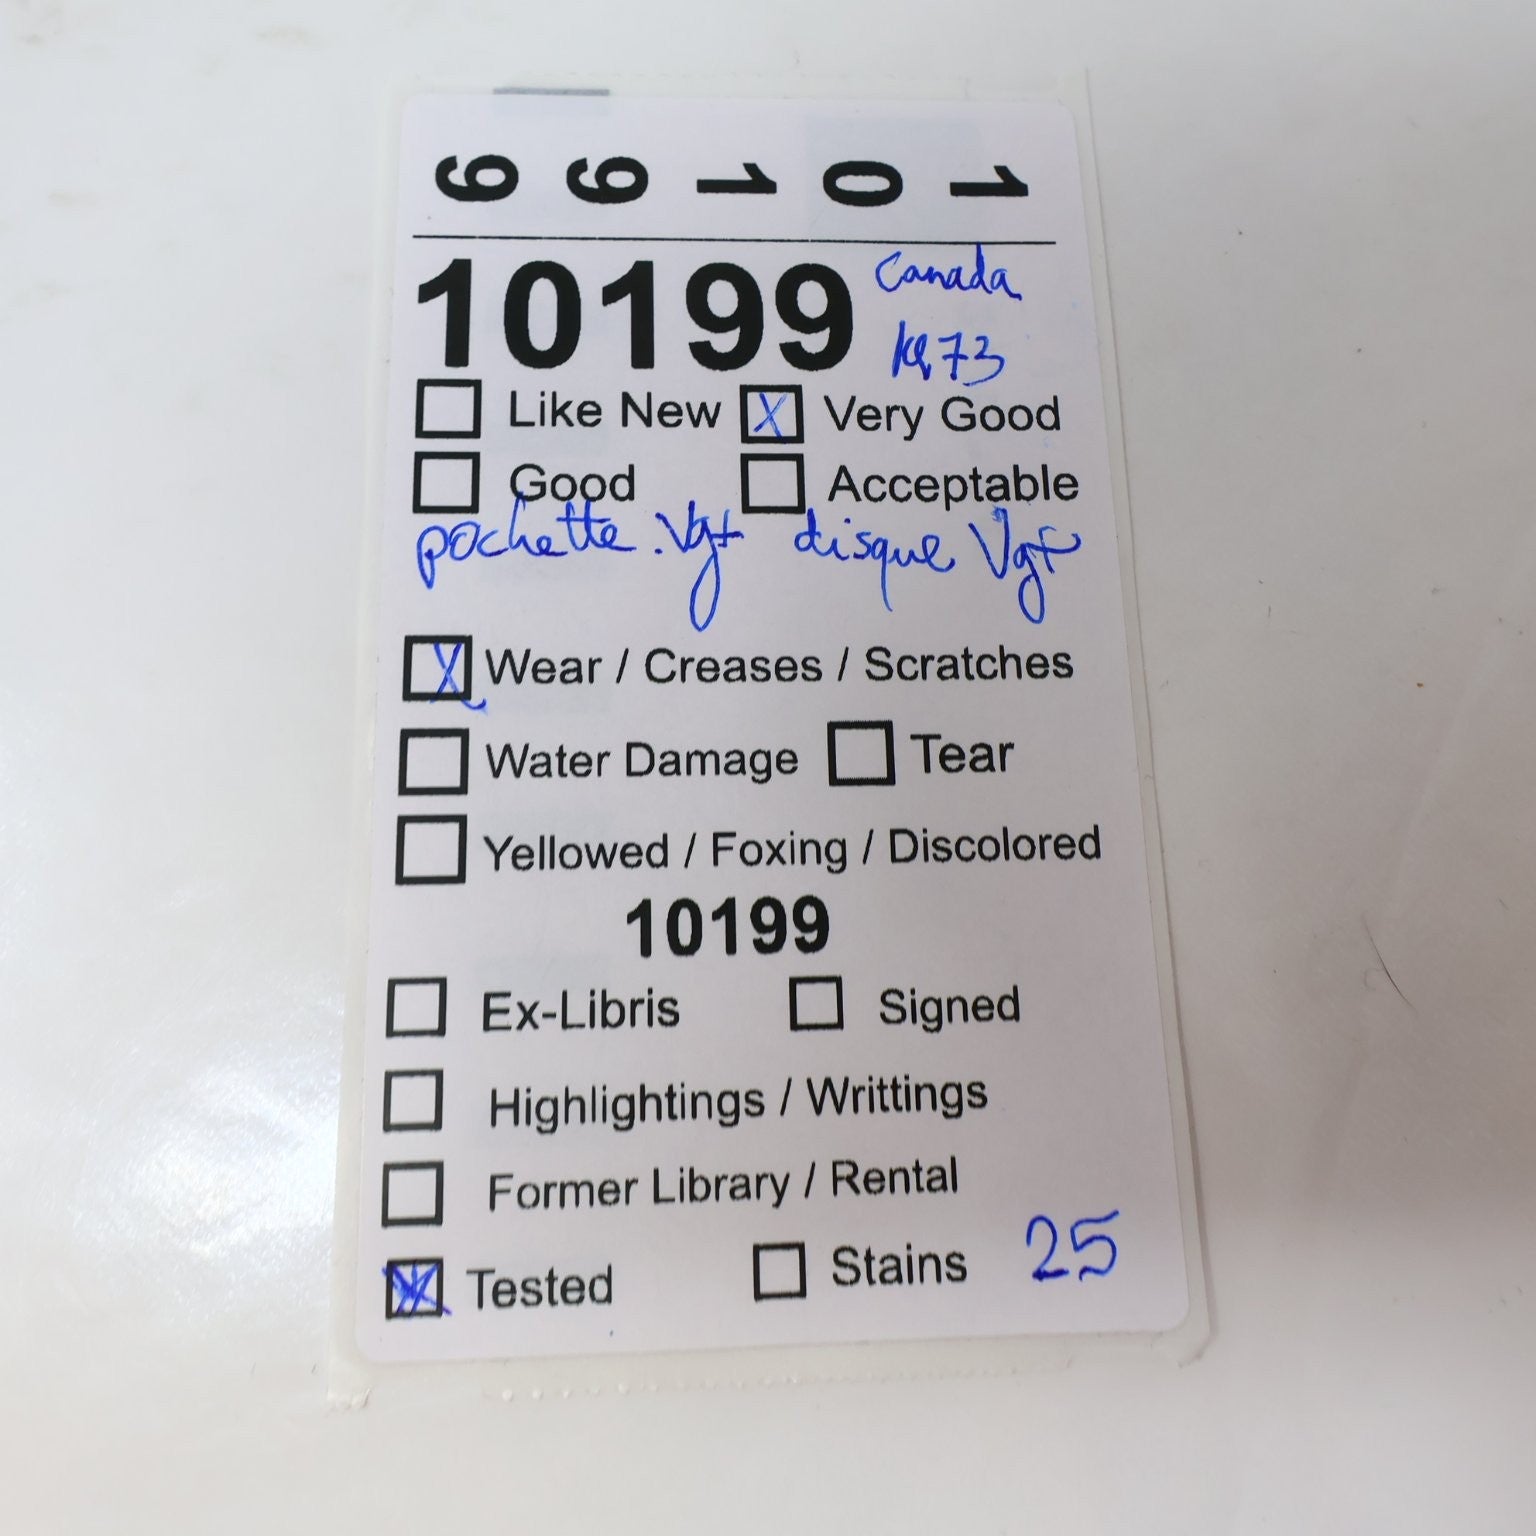 10199
10199 Canada
1973
Like New X Very Good
Good Acceptable
pochette. Vg+ disque Vg+
X Wear / Creases / Scratches
Water Damage Tear
Yellowed / Foxing / Discolored
10199
Ex-Libris Signed
Highlightings / Writtings
Former Library / Rental
X Tested Stains 25